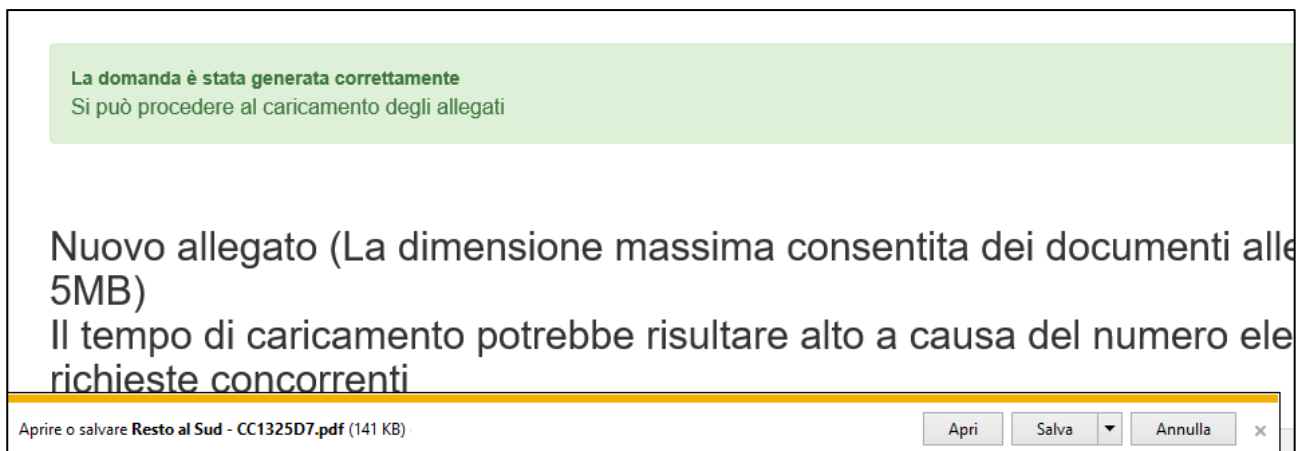 La domanda è stata generata correttamente
Si può procedere al caricamento degli allegati
Nuovo allegato (La dimensione massima consentita dei documenti
5MB)
Il tempo di caricamento potrebbe risultare alto a causa del numero
richieste concorrenti
Aprire o salvare Resto al Sud - CC1325D7.pdf (141 KB)
Apri Salva Annulla ×